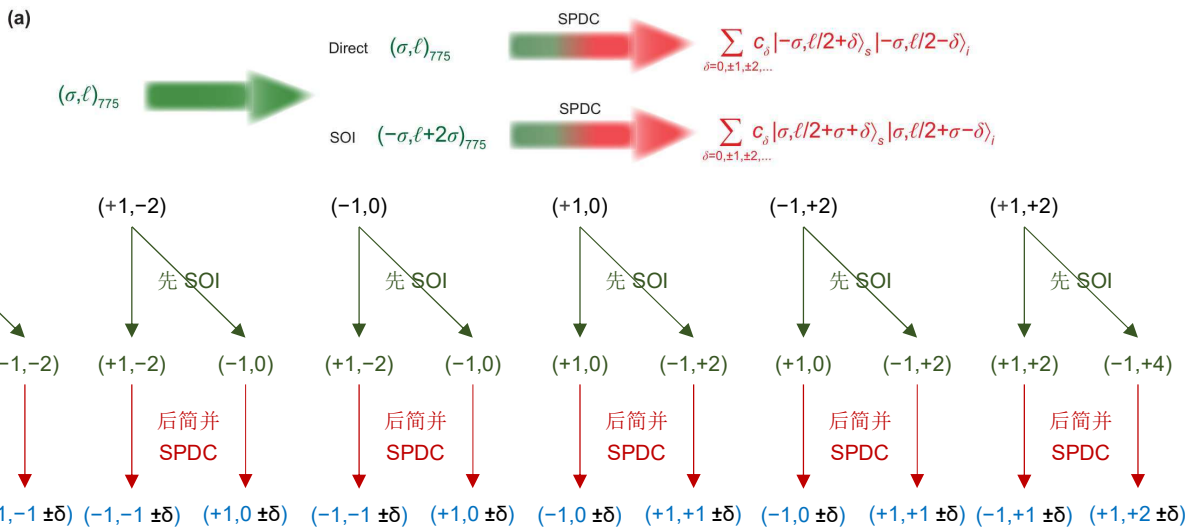 (a)
SPDC
Direct (σ,ℓ)₇₇₅ ∑ c_δ|−σ,ℓ/2+δ⟩ₛ|−σ,ℓ/2−δ⟩ᵢ
δ=0,±1,±2,...
(σ,ℓ)₇₇₅
SPDC
SOI (−σ,ℓ+2σ)₇₇₅ ∑ c_δ|σ,ℓ/2+σ+δ⟩ₛ|σ,ℓ/2+σ−δ⟩ᵢ
δ=0,±1,±2,...
(+1,−2) (−1,0) (+1,0) (−1,+2) (+1,+2)
先 SOI 先 SOI 先 SOI 先 SOI 先 SOI
−1,−2) (+1,−2) (−1,0) (+1,−2) (−1,0) (+1,0) (−1,+2) (+1,0) (−1,+2) (+1,+2) (−1,+4)
后简并 后简并 后简并 后简并 后简并
SPDC SPDC SPDC SPDC SPDC
1,−1 ±δ) (−1,−1 ±δ) (+1,0 ±δ) (−1,−1 ±δ) (+1,0 ±δ) (−1,0 ±δ) (+1,+1 ±δ) (−1,0 ±δ) (+1,+1 ±δ) (−1,+1 ±δ) (+1,+2 ±δ)